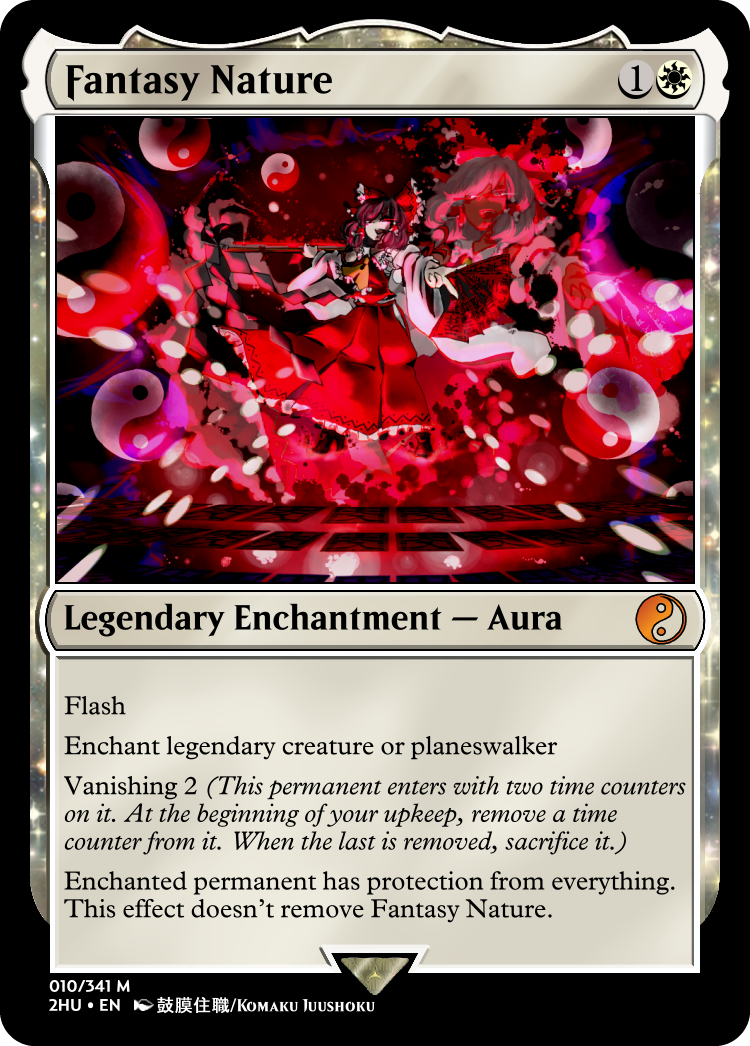 Fantasy Nature 1
Legendary Enchantment — Aura
Flash
Enchant legendary creature or planeswalker
Vanishing 2 (This permanent enters with two time counters
on it. At the beginning of your upkeep, remove a time
counter from it. When the last is removed, sacrifice it.)
Enchanted permanent has protection from everything.
This effect doesn't remove Fantasy Nature.
010/341 M
2HU • EN 鼓膜住職/Komaku Juushoku